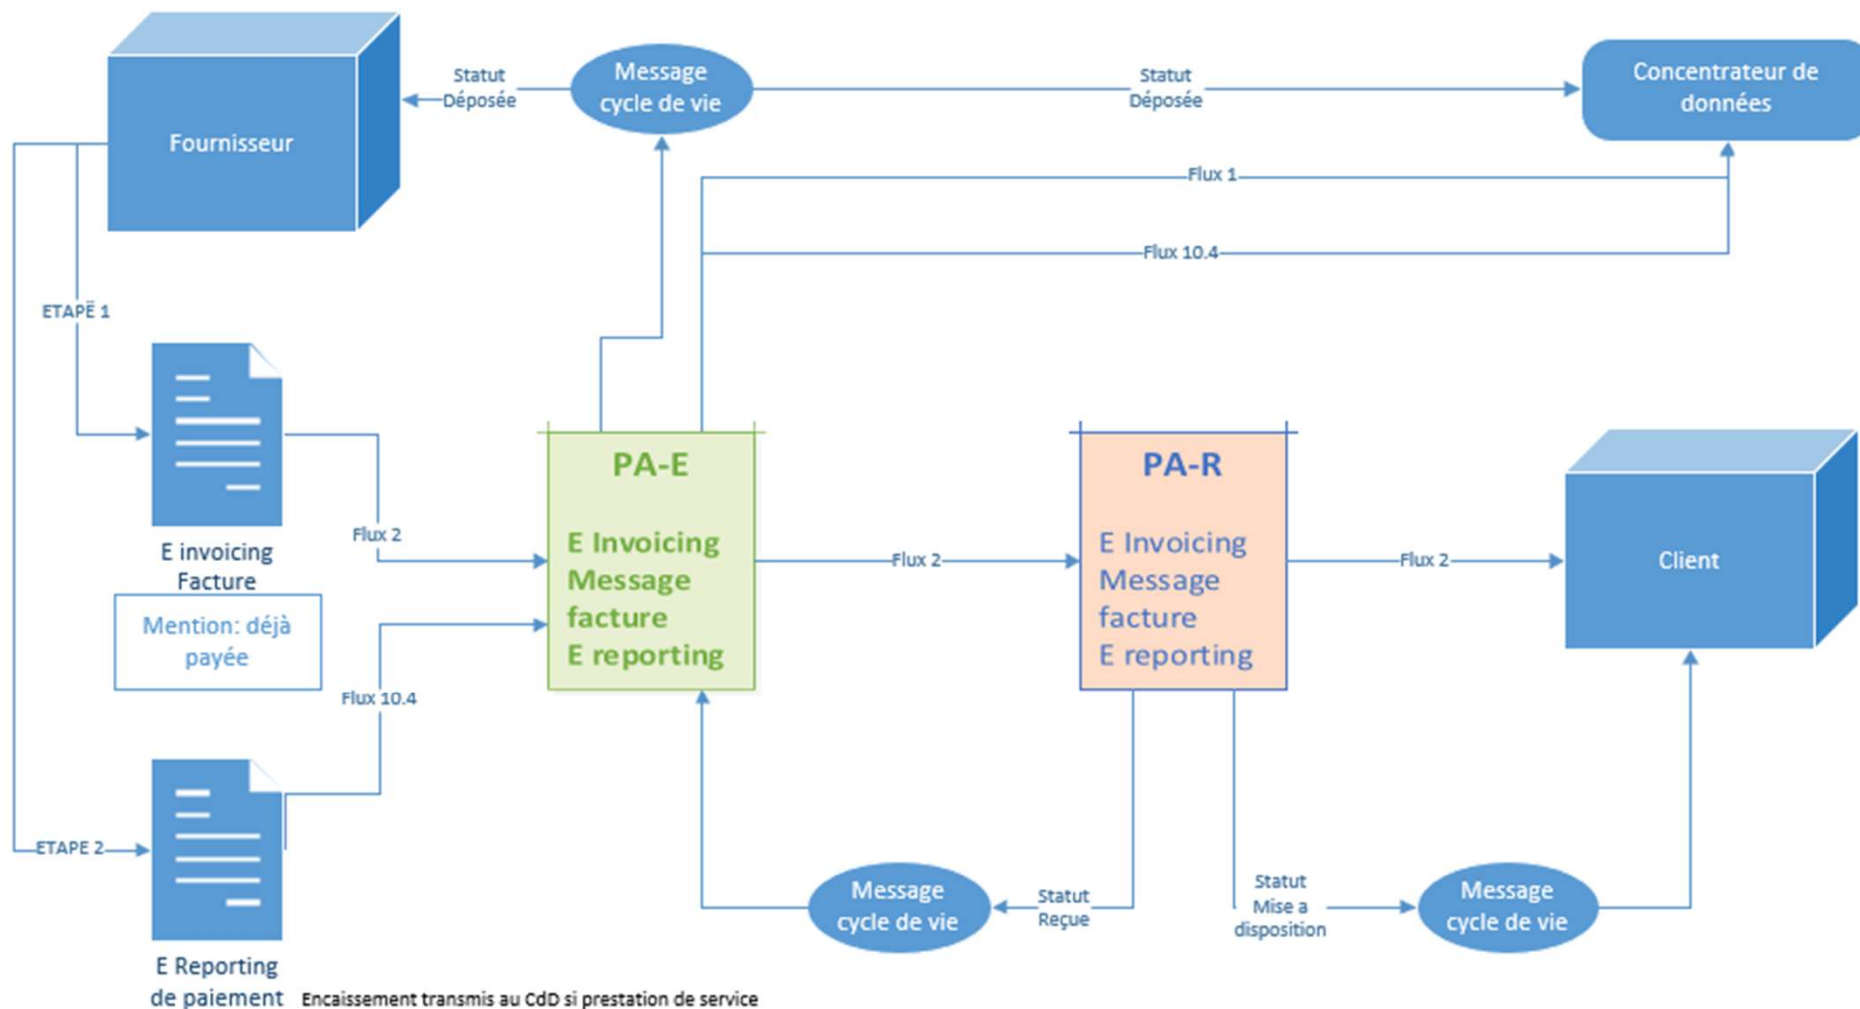 Statut
Déposée
Message
cycle de vie
Statut
Déposée
Concentrateur de
données
Fournisseur
Flux 1
Flux 10.4
ETAPE 1
PA-E
E Invoicing
Message
facture
E reporting
PA-R
E Invoicing
Message
facture
E reporting
Flux 2
E invoicing
Facture
Flux 2
Flux 2
Client
Mention: déjà
payée
Flux 10.4
ETAPE 2
Message
cycle de vie
Statut
Reçue
Statut
Mise a
disposition
Message
cycle de vie
E Reporting
de paiement
Encaissement transmis au CdD si prestation de service